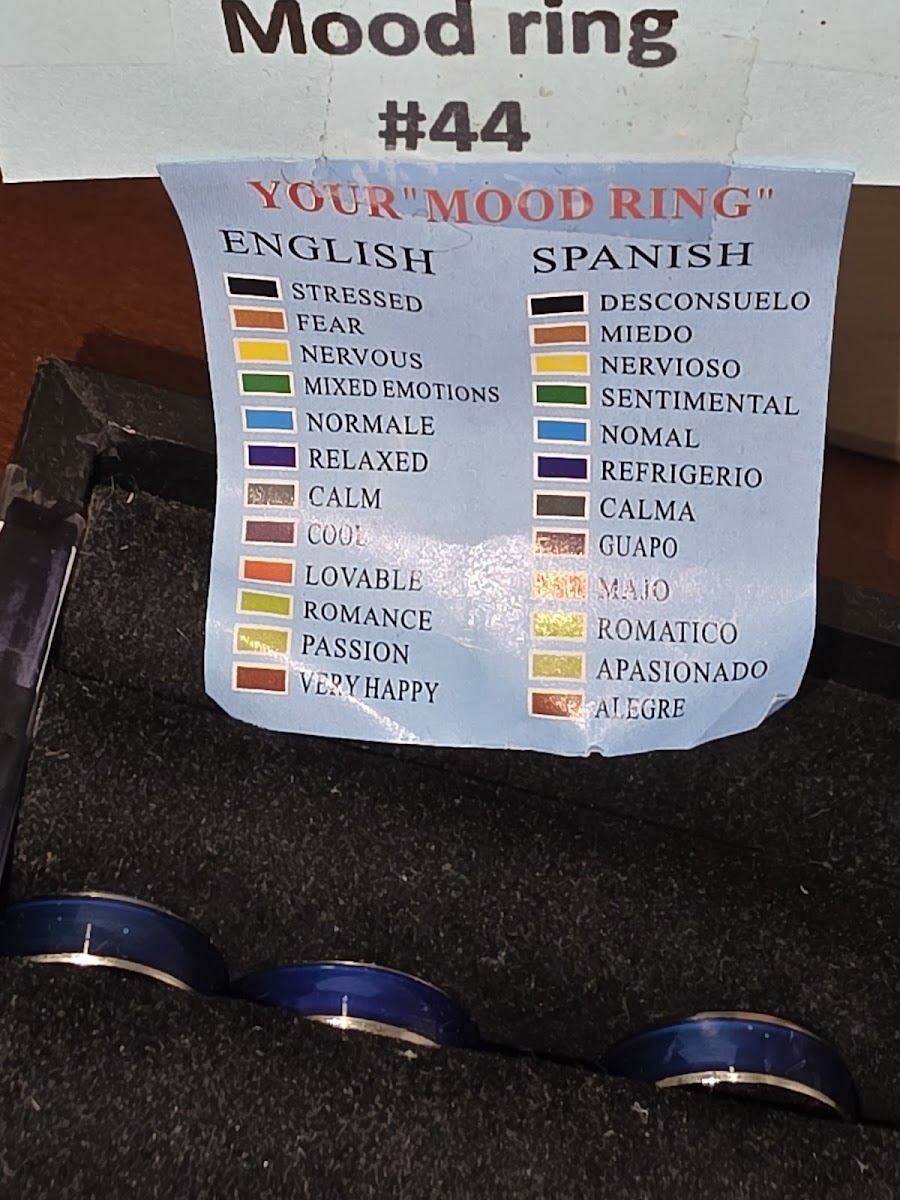 Mood ring
#44
YOUR"MOOD RING"
ENGLISH
STRESSED
FEAR
NERVOUS
MIXED EMOTIONS
NORMALE
RELAXED
CALM
COOL
LOVABLE
ROMANCE
PASSION
VERY HAPPY
SPANISH
DESCONSUELO
MIEDO
NERVIOSO
SENTIMENTAL
NOMAL
REFRIGERIO
CALMA
GUAPO
MAJO
ROMATICO
APASIONADO
ALEGRE